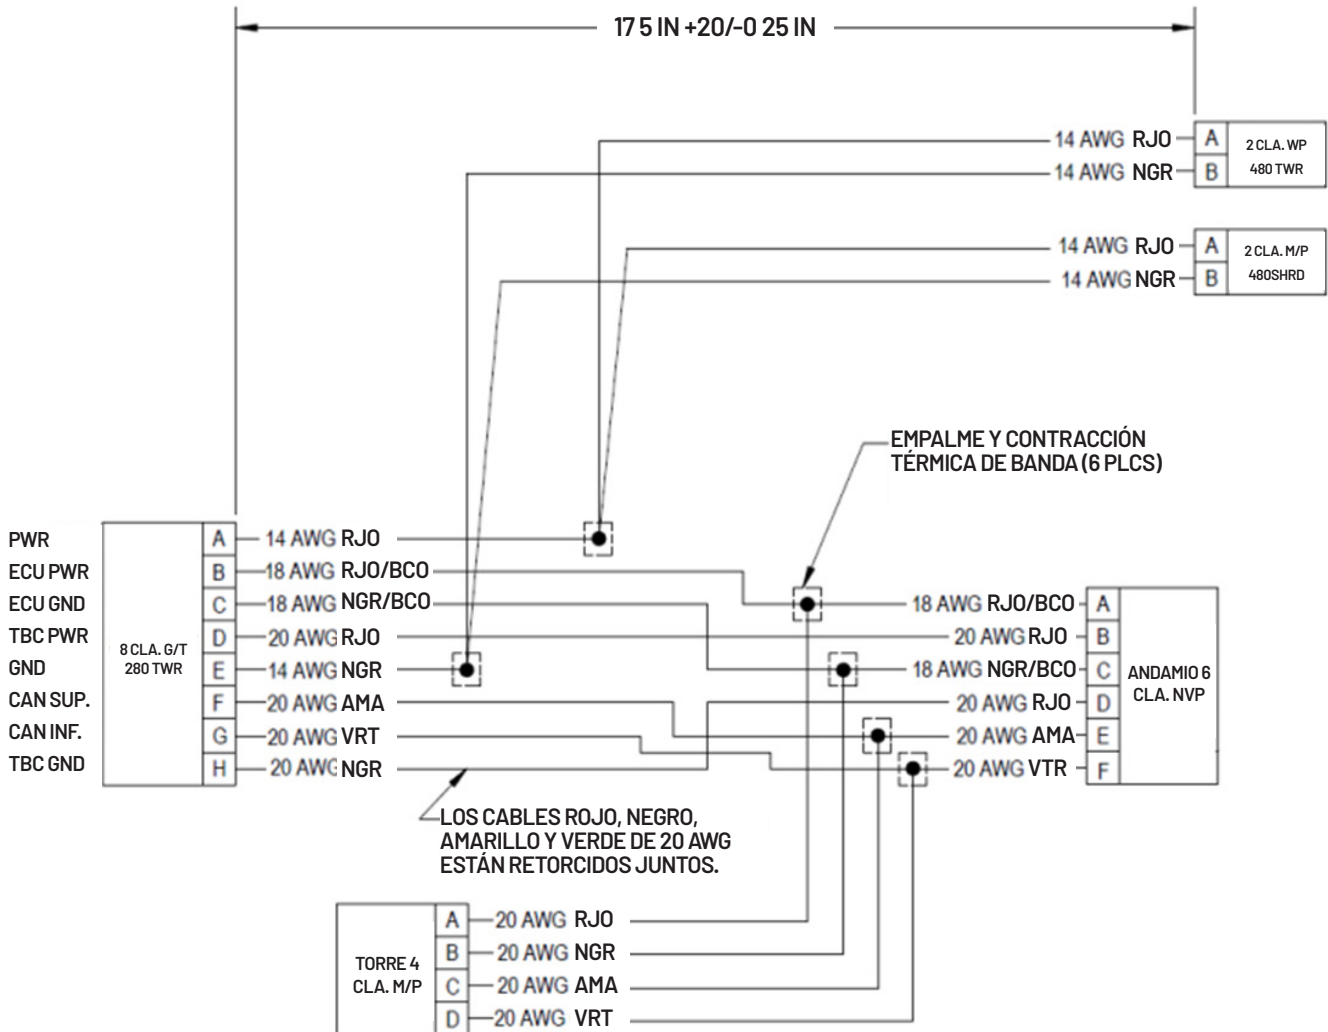 17 5 IN +20/-0 25 IN
14 AWG RJO A
14 AWG NGR B
2 CLA. WP
480 TWR
14 AWG RJO A
14 AWG NGR B
2 CLA. M/P
480SHRD
EMPALME Y CONTRACCIÓN
TÉRMICA DE BANDA (6 PLCS)
PWR
ECU PWR
ECU GND
TBC PWR
GND
CAN SUP.
CAN INF.
TBC GND
8 CLA. G/T
280 TWR
A 14 AWG RJO
B 18 AWG RJO/BCO
C 18 AWG NGR/BCO
D 20 AWG RJO
E 14 AWG NGR
F 20 AWG AMA
G 20 AWG VRT
H 20 AWG NGR
18 AWG RJO/BCO A
20 AWG RJO B
18 AWG NGR/BCO C
20 AWG RJO D
20 AWG AMA E
20 AWG VTR F
ANDAMIO 6
CLA. NVP
LOS CABLES ROJO, NEGRO,
AMARILLO Y VERDE DE 20 AWG
ESTÁN RETORCIDOS JUNTOS.
TORRE 4
CLA. M/P
A 20 AWG RJO
B 20 AWG NGR
C 20 AWG AMA
D 20 AWG VRT